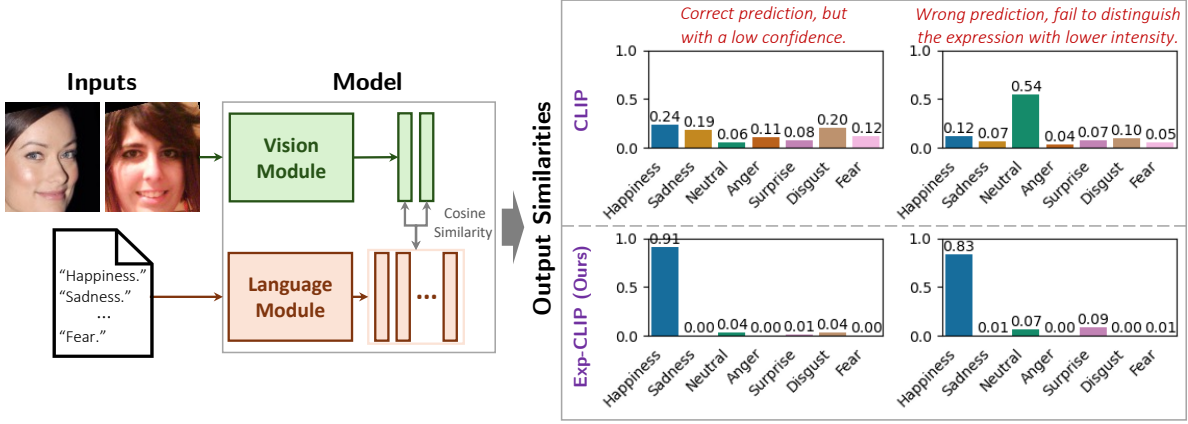 Inputs
Model
Vision
Module
Cosine
Similarity
"Happiness."
"Sadness."
...
"Fear."
Language
Module
...
Output Similarities
Correct prediction, but
with a low confidence.
Wrong prediction, fail to distinguish
the expression with lower intensity.
CLIP
1.0
0.5
0.0
0.24 0.19 0.06 0.11 0.08 0.20 0.12
Happiness Sadness Neutral Anger Surprise Disgust Fear
1.0
0.5
0.0
0.12 0.07 0.54 0.04 0.07 0.10 0.05
Happiness Sadness Neutral Anger Surprise Disgust Fear
Exp-CLIP (Ours)
1.0
0.5
0.0
0.91 0.00 0.04 0.00 0.01 0.04 0.00
Happiness Sadness Neutral Anger Surprise Disgust Fear
1.0
0.5
0.0
0.83 0.01 0.07 0.00 0.09 0.00 0.01
Happiness Sadness Neutral Anger Surprise Disgust Fear